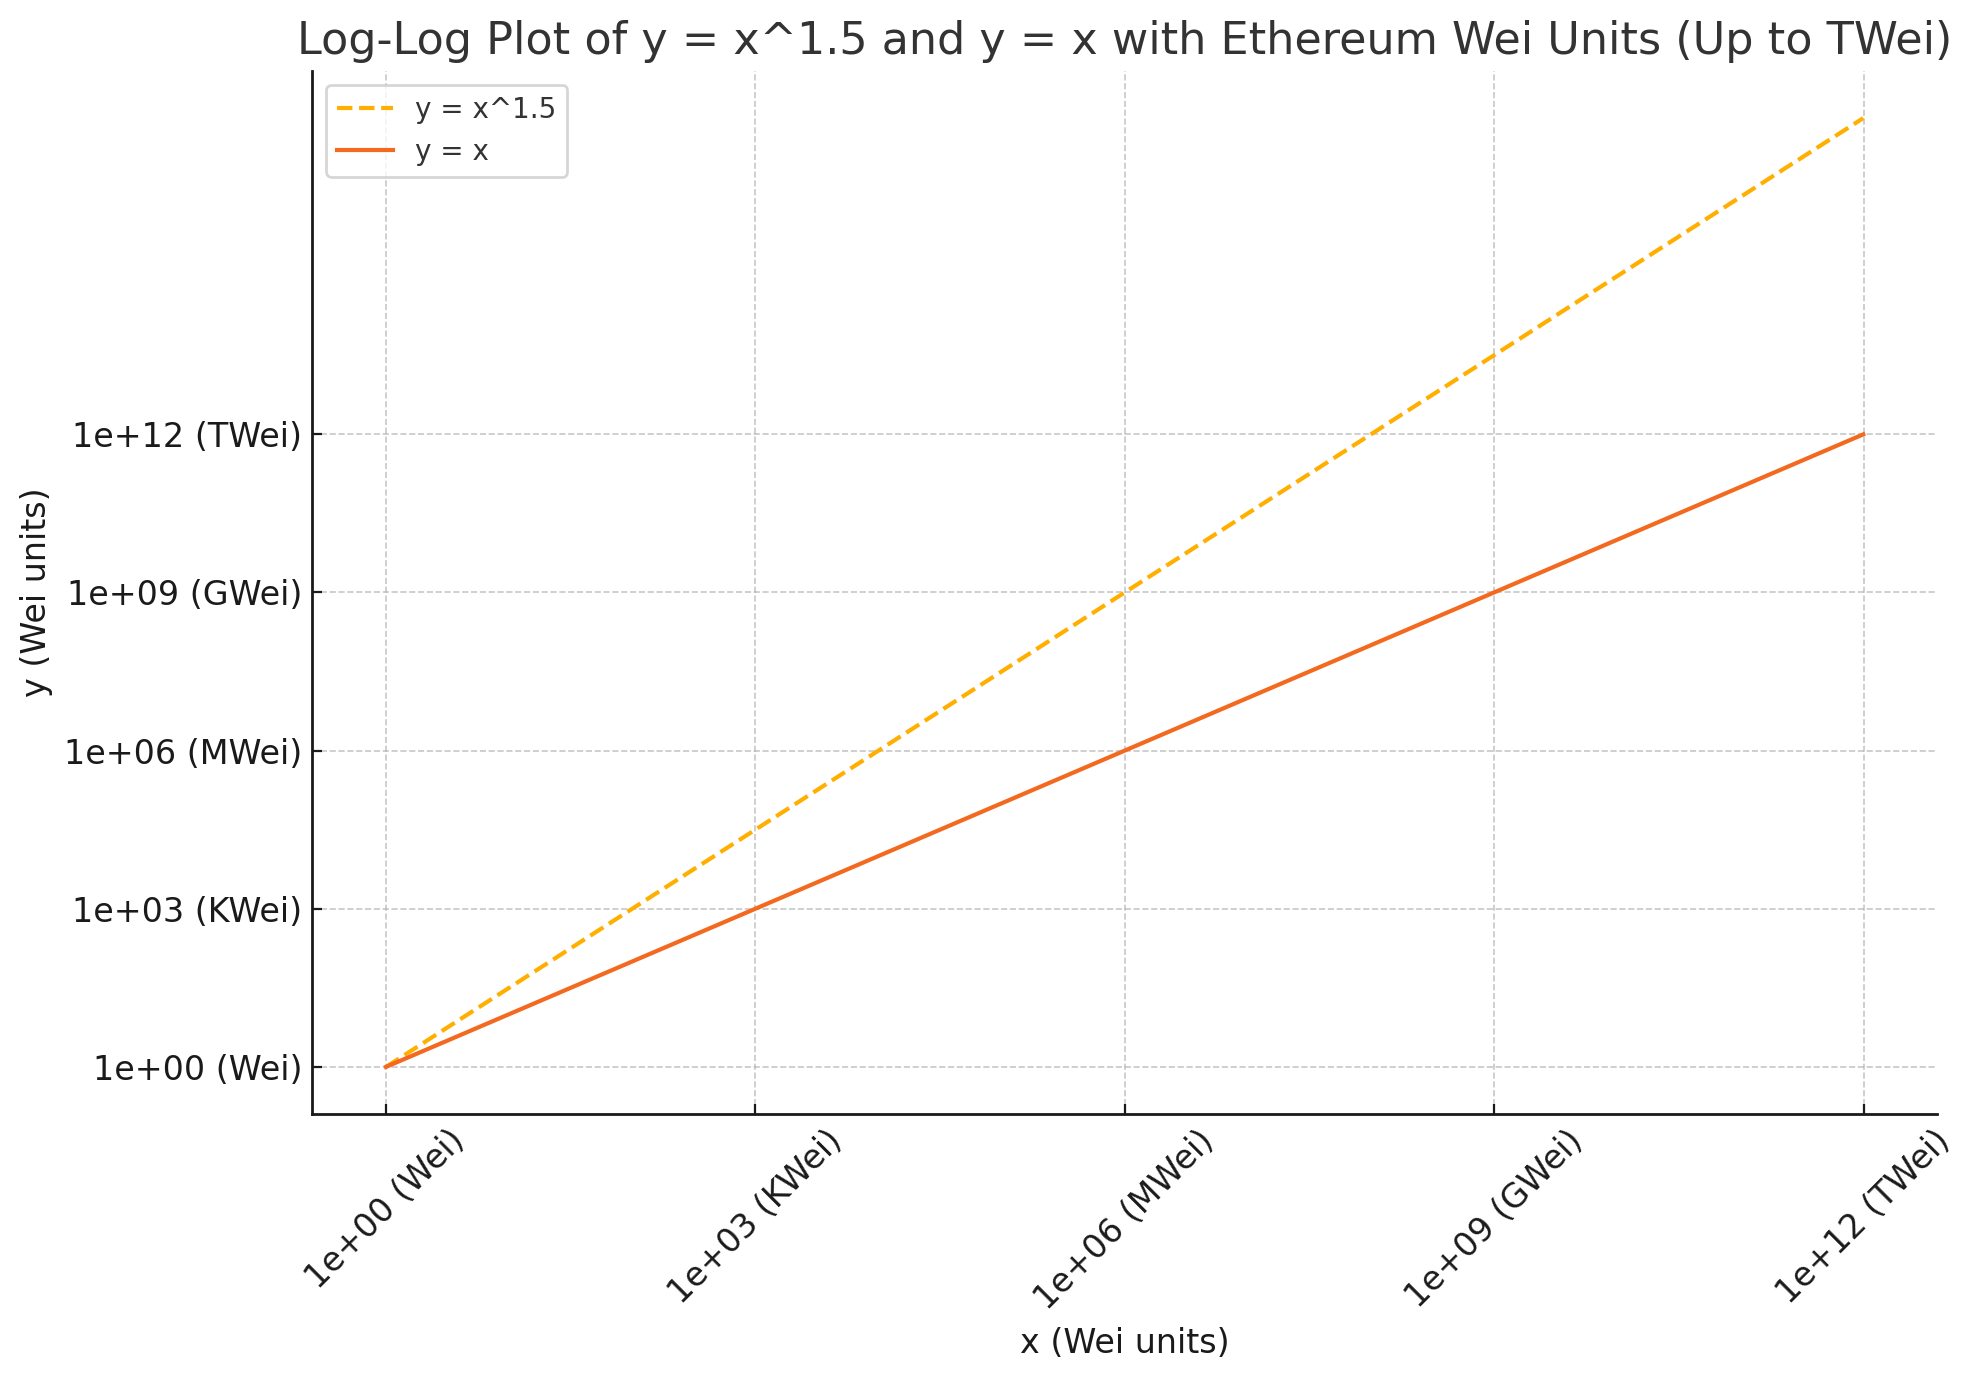 Log-Log Plot of y = x^1.5 and y = x with Ethereum Wei Units (Up to TWei)
y = x^1.5
y = x
y (Wei units)
1e+12 (TWei)
1e+09 (GWei)
1e+06 (MWei)
1e+03 (KWei)
1e+00 (Wei)
1e+00 (Wei)
1e+03 (KWei)
1e+06 (MWei)
1e+09 (GWei)
1e+12 (TWei)
x (Wei units)